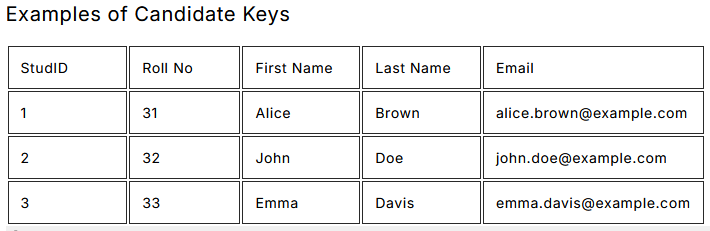 Examples of Candidate Keys
StudID Roll No First Name Last Name Email
1 31 Alice Brown alice.brown@example.com
2 32 John Doe john.doe@example.com
3 33 Emma Davis emma.davis@example.com